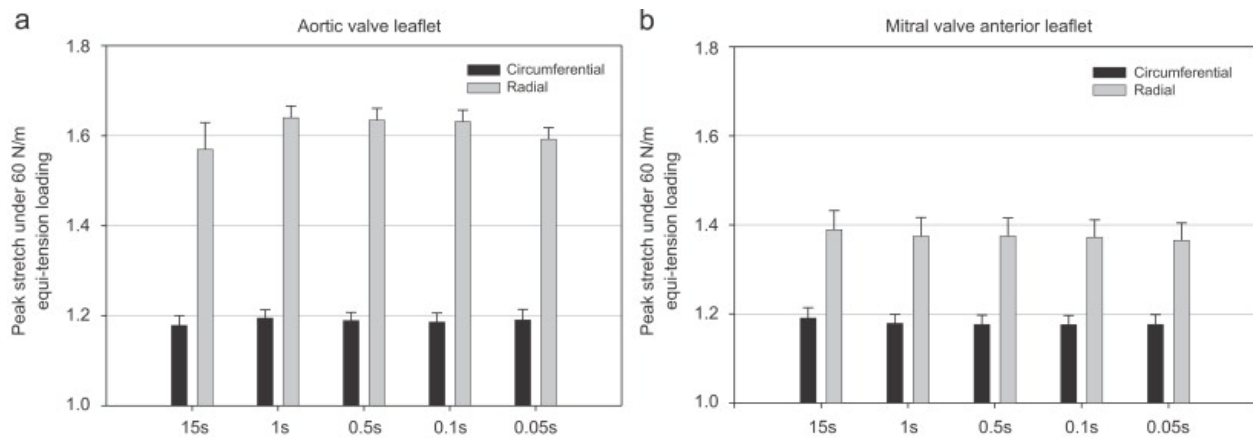 a
Aortic valve leaflet
Peak stretch under 60 N/m
equi-tension loading
1.8
1.6
1.4
1.2
1.0
Circumferential
Radial
15s 1s 0.5s 0.1s 0.05s
b
Mitral valve anterior leaflet
Peak stretch under 60 N/m
equi-tension loading
1.8
1.6
1.4
1.2
1.0
Circumferential
Radial
15s 1s 0.5s 0.1s 0.05s